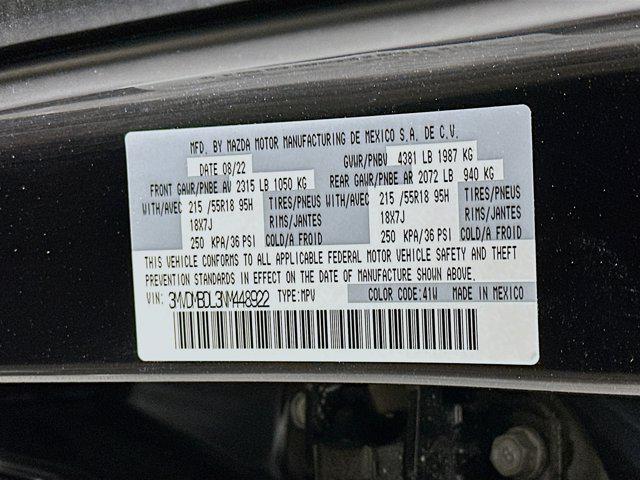 MFD. BY MAZDA MOTOR MANUFACTURING DE MEXICO S.A. DE C.V.
DATE 08/22 GVWR/PNBV 4381 LB 1987 KG
FRONT GAWR/PNBE AV 2315 LB 1050 KG REAR GAWR/PNBE AR 2072 LB 940 KG
WITH/AVEC 215 /55R18 95H TIRES/PNEUS WITH/AVEC 215 /55R18 95H TIRES/PNEUS
18X7J RIMS/JANTES 18X7J RIMS/JANTES
250 KPA/36 PSI COLD/A FROID 250 KPA/36 PSI COLD/A FROID
THIS VEHICLE CONFORMS TO ALL APPLICABLE FEDERAL MOTOR VEHICLE SAFETY AND THEFT
PREVENTION STANDARDS IN EFFECT ON THE DATE OF MANUFACTURE SHOWN ABOVE.
VIN: TYPE:MPV COLOR CODE:41W MADE IN MEXICO